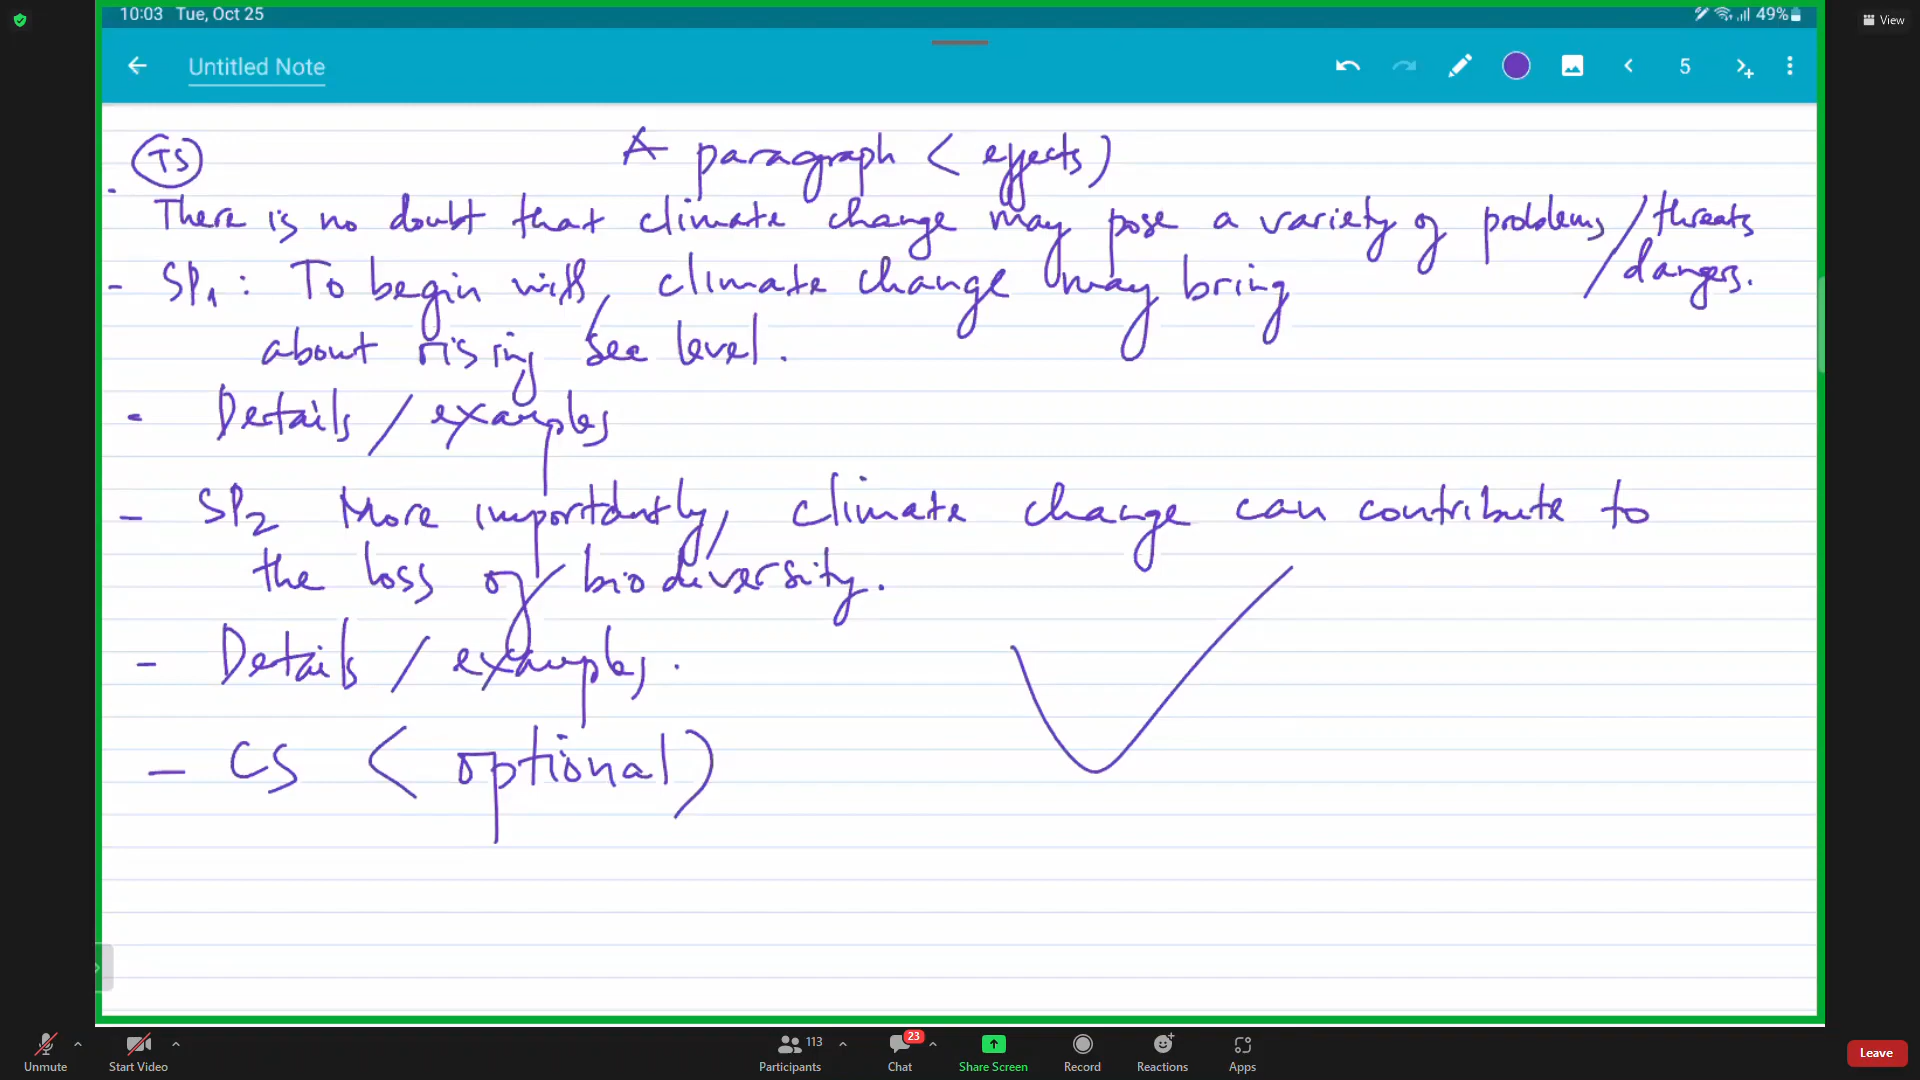 10:03 Tue, Oct 25 49%
View
Untitled Note
5
TS A paragraph (effects)
There is no doubt that climate change may pose a variety of problems / threats
/ dangers.
- SP1: To begin with, climate change may bring
about rising sea level.
- Details / examples
- SP2 More importantly, climate change can contribute to
the loss of biodiversity.
- Details / examples.
- CS (optional)
113
23
Unmute Start Video Participants Chat Share Screen Record Reactions Apps Leave